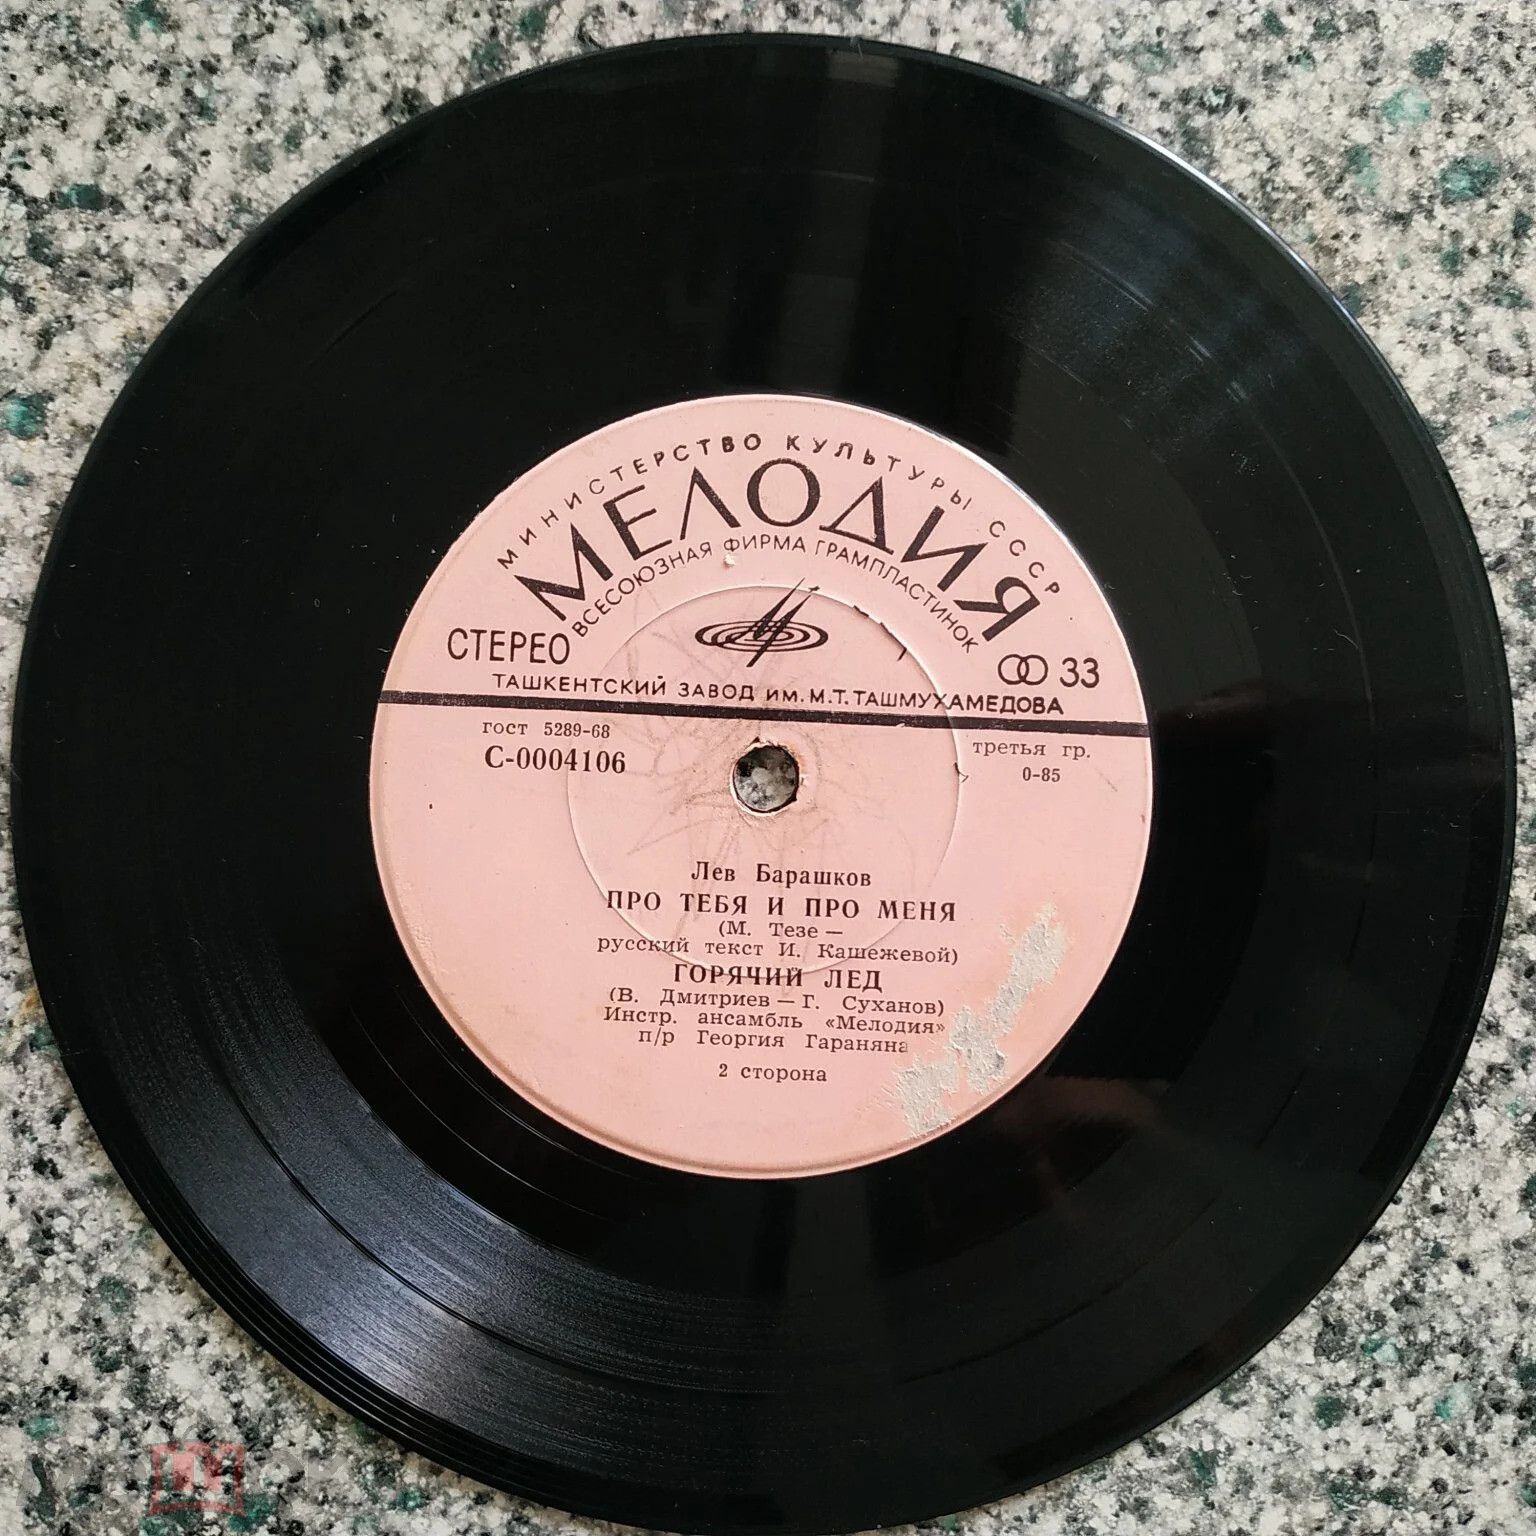 МИНИСТЕРСТВО КУЛЬТУРЫ СССР
МЕЛОДИЯ
ВСЕСОЮЗНАЯ ФИРМА ГРАМПЛАСТИНОК
СТЕРЕО
33
ТАШКЕНТСКИЙ ЗАВОД ИМ. М.Т. ТАШМУХАМЕДОВА
гост 5289-68
С-0004106
третья гр.
0-85
Лев Барашков
ПРО ТЕБЯ И ПРО МЕНЯ
(М. Тезе —
русский текст И. Кашежевой)
ГОРЯЧИЙ ЛЕД
(В. Дмитриев — Г. Суханов)
Инстр. ансамбль «Мелодия»
п/р Георгия Гараняна
2 сторона